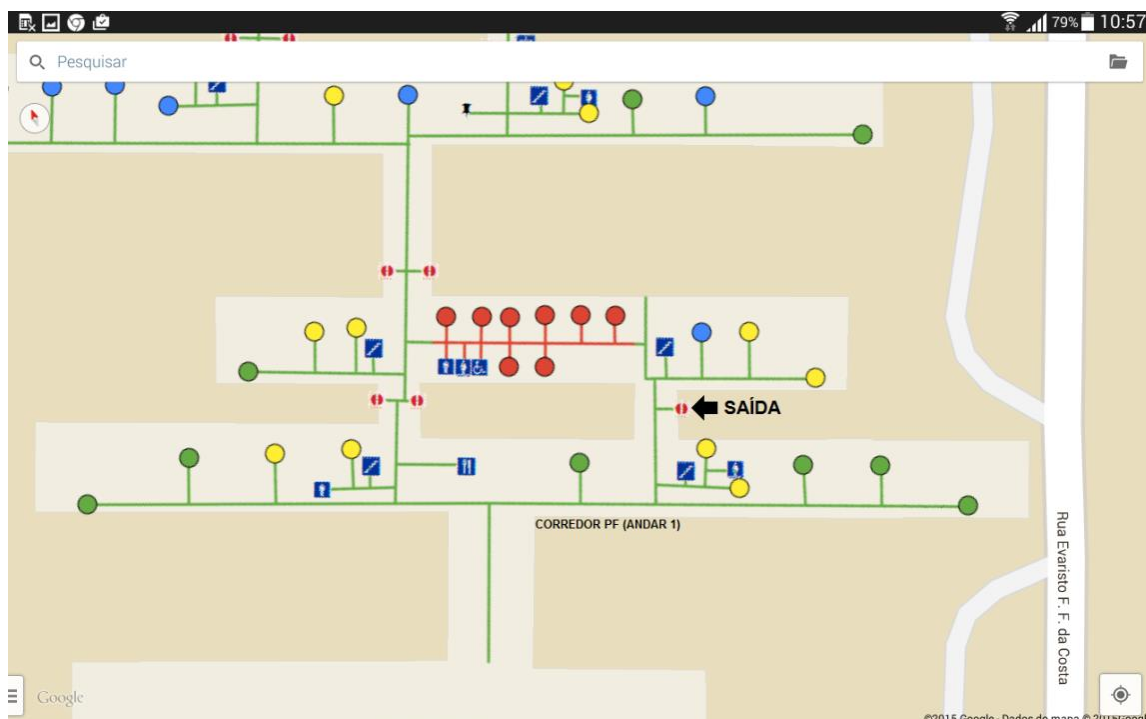 79% 10:57
Pesquisar
SAÍDA
CORREDOR PF (ANDAR 1)
Rua Evaristo F. F. da Costa
Google
©2015 Google - Dados do mapa ©